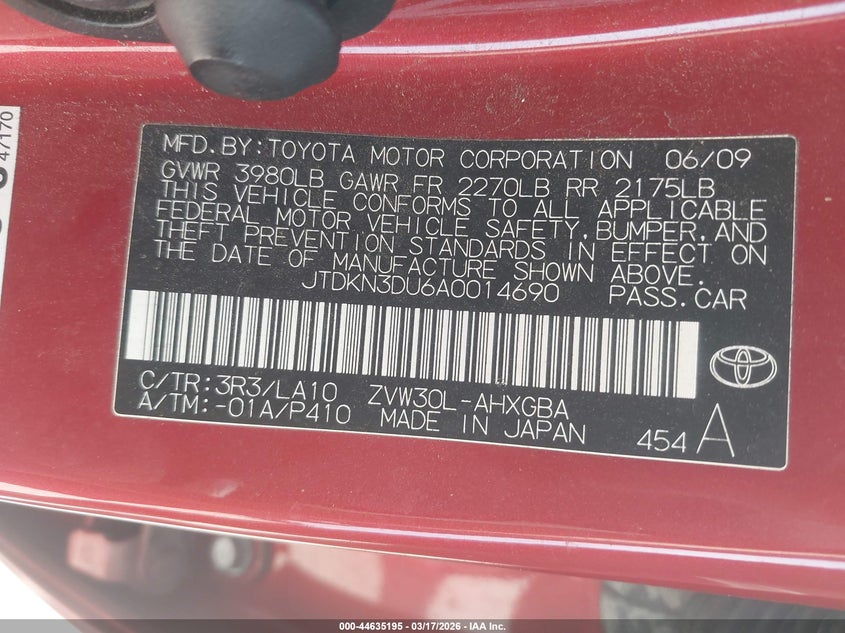 47170
MFD.BY:TOYOTA MOTOR CORPORATION 06/09
GVWR 3980LB GAWR FR 2270LB RR 2175LB
THIS VEHICLE CONFORMS TO ALL APPLICABLE
FEDERAL MOTOR VEHICLE SAFETY,BUMPER,AND
THEFT PREVENTION STANDARDS IN EFFECT ON
THE DATE OF MANUFACTURE SHOWN ABOVE.
JTDKN3DU6A0014690 PASS.CAR
C/TR:3R3/LA10 ZVW30L-AHXGBA
A/TM:-01A/P410 MADE IN JAPAN 454 A
000-44635195 - 03/17/2026 - IAA Inc.